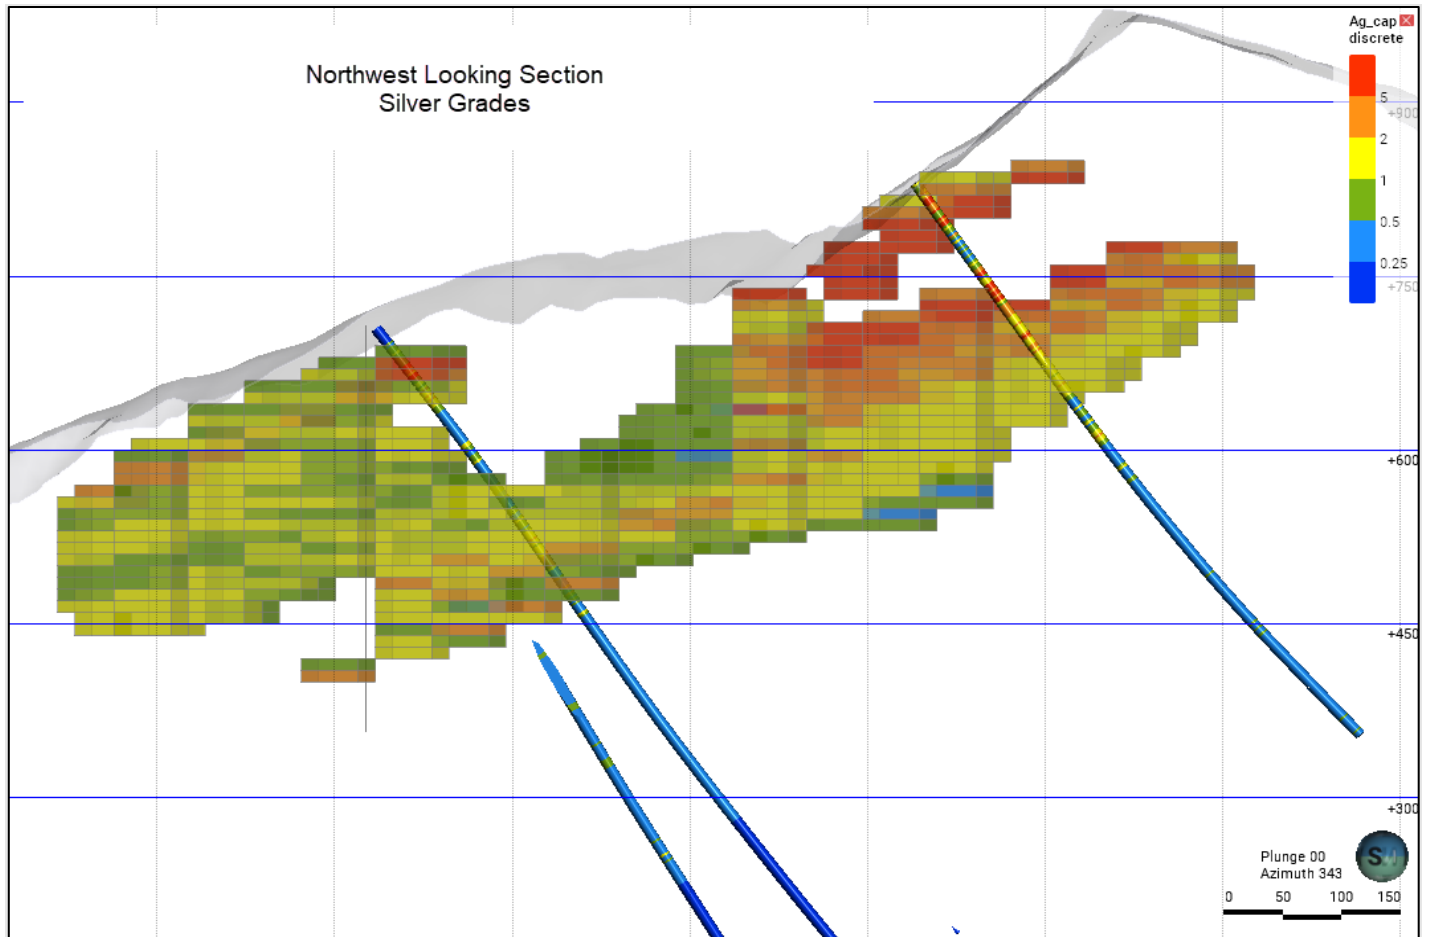 Northwest Looking Section
Silver Grades
Ag_cap
discrete
5
+900
2
1
0.5
0.25
+750
+600
+450
+300
Plunge 00
Azimuth 343
S
0 50 100 150